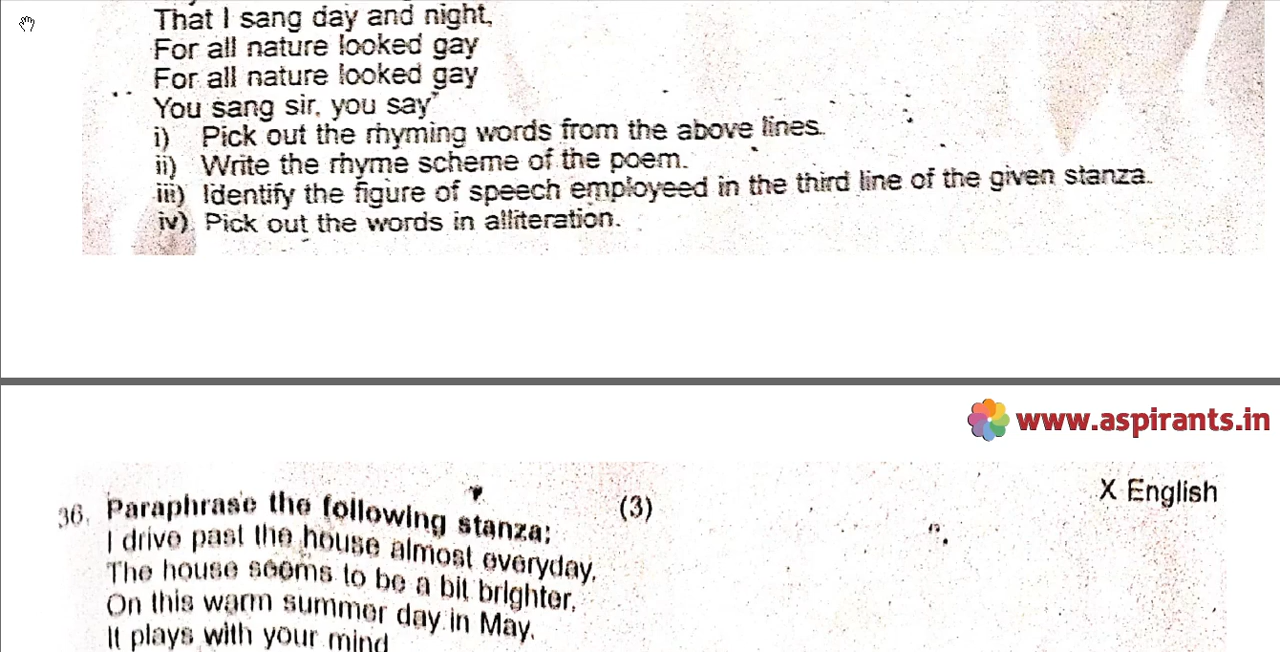 That I sang day and night,
For all nature looked gay
For all nature looked gay
You sang sir, you say"
i) Pick out the rhyming words from the above lines.
ii) Write the rhyme scheme of the poem.
iii) Identify the figure of speech employeed in the third line of the given stanza.
iv) Pick out the words in alliteration.
www.aspirants.in
X English
36. Paraphrase the following stanza; (3)
I drive past the house almost everyday,
The house seems to be a bit brighter,
On this warm summer day in May.
It plays with your mind